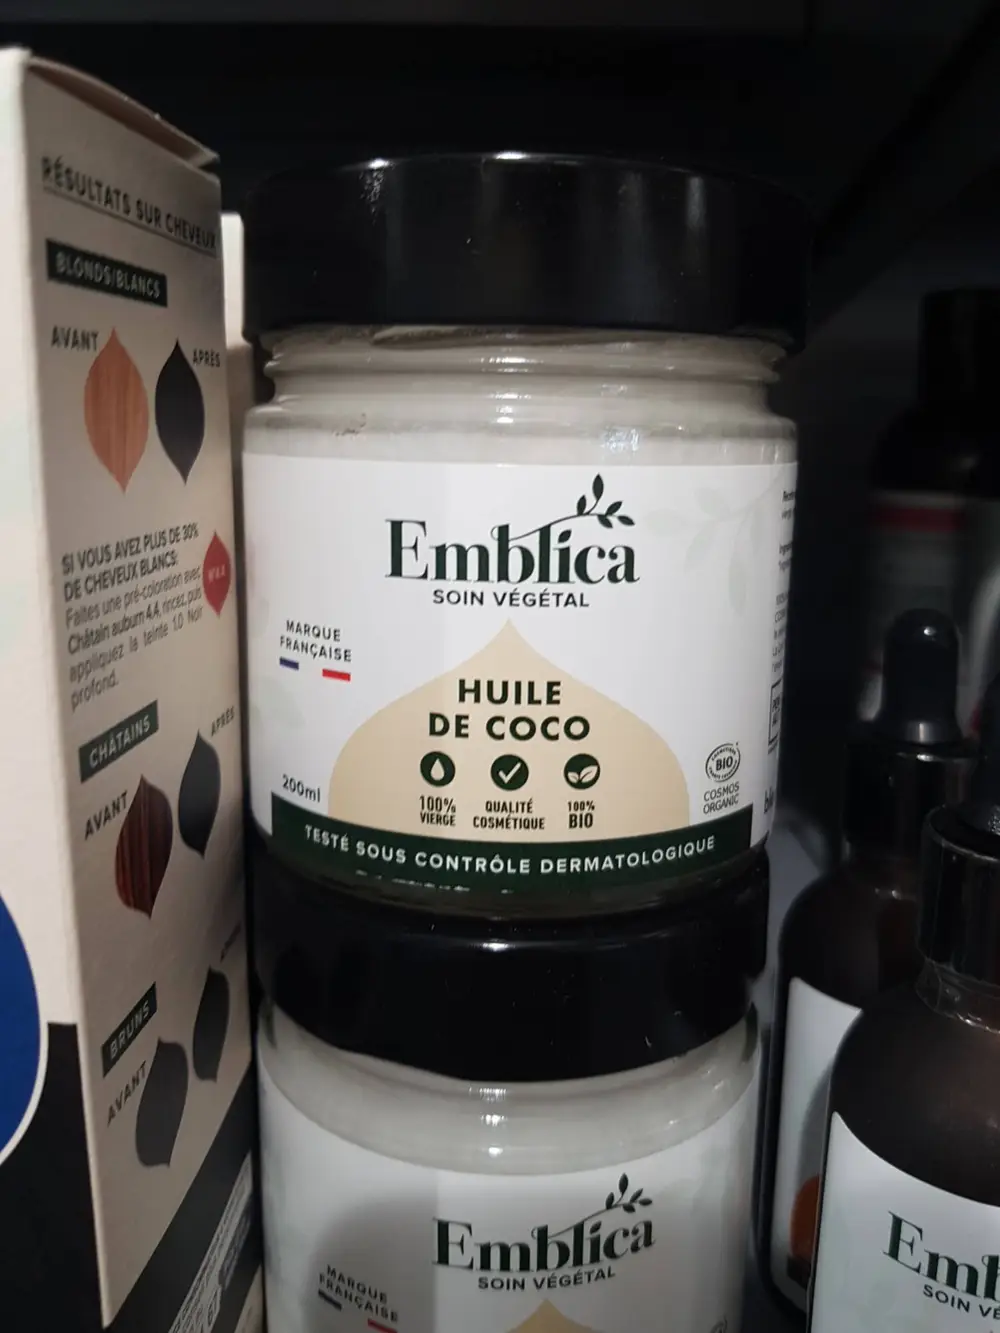 RÉSULTATS SUR CHEVEUX
BLONDS/BLANCS
AVANT
APRÈS
SI VOUS AVEZ PLUS DE 30%
DE CHEVEUX BLANCS:
Faites une pré-coloration avec
Châtain auburn 4.4, rincez, puis
appliquez la teinte 1.0 Noir
profond.
CHÂTAINS
AVANT
APRÈS
BRUNS
AVANT
Emblica
SOIN VÉGÉTAL
MARQUE
FRANÇAISE
HUILE
DE COCO
200ml
100%
VIERGE
QUALITÉ
COSMÉTIQUE
100%
BIO
BIO
COSMOS
ORGANIC
TESTÉ SOUS CONTRÔLE DERMATOLOGIQUE
Emblica
SOIN VÉGÉTAL
MARQUE
FRANÇAISE
Emb
SOIN VÉ